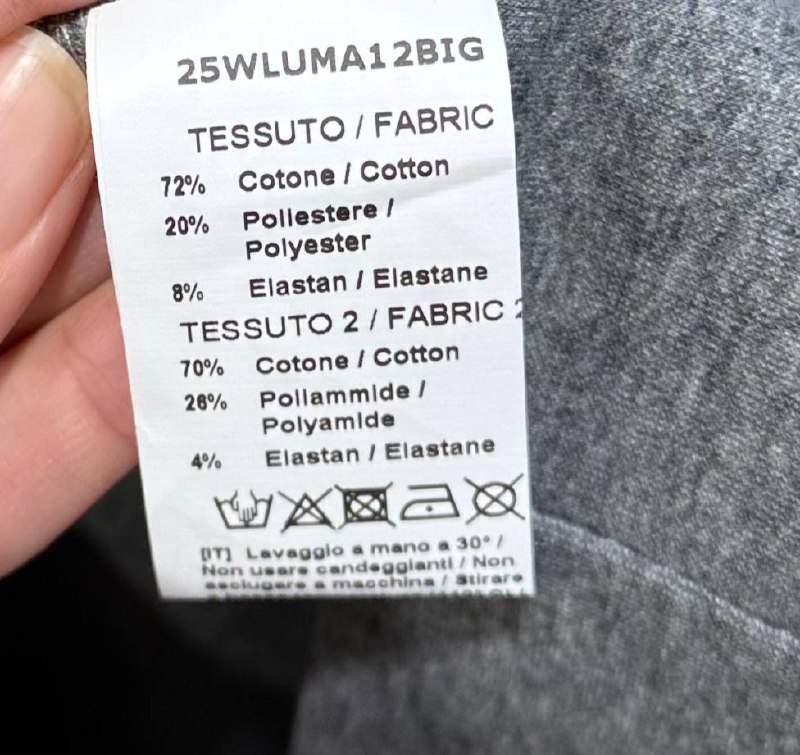 25WLUMA12BIG
TESSUTO / FABRIC
72% Cotone / Cotton
20% Poliestere /
Polyester
8% Elastan / Elastane
TESSUTO 2 / FABRIC 2
70% Cotone / Cotton
26% Poliammide /
Polyamide
4% Elastan / Elastane
[IT] Lavaggio a mano a 30° /
Non usare candeggianti / Non
asciugare a macchina / Stirare